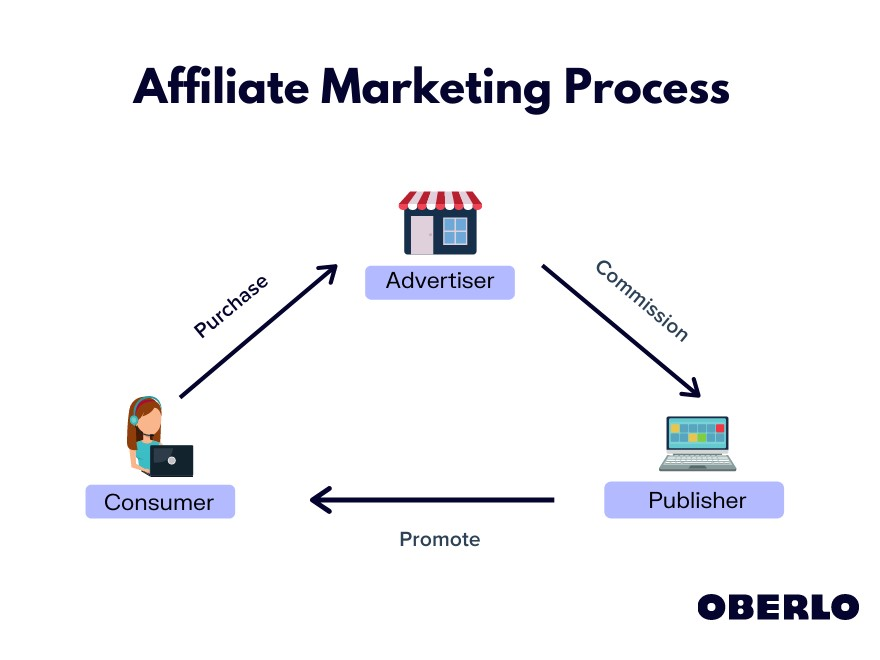 Affiliate Marketing Process
Advertiser
Purchase
Commission
Consumer
Publisher
Promote
OBERLO